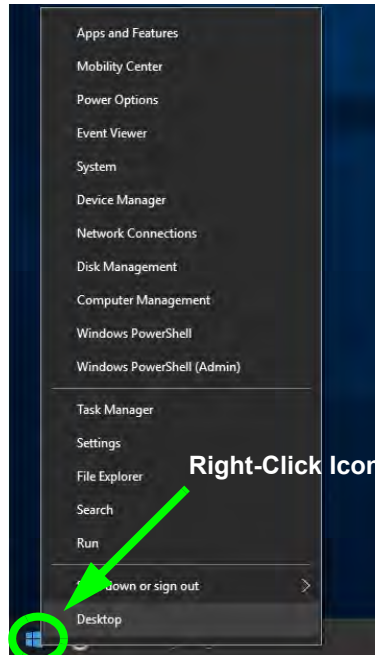 Apps and Features
Mobility Center
Power Options
Event Viewer
System
Device Manager
Network Connections
Disk Management
Computer Management
Windows PowerShell
Windows PowerShell (Admin)
Task Manager
Settings
File Explorer
Right-Click Icon
Search
Run
down or sign out
Desktop